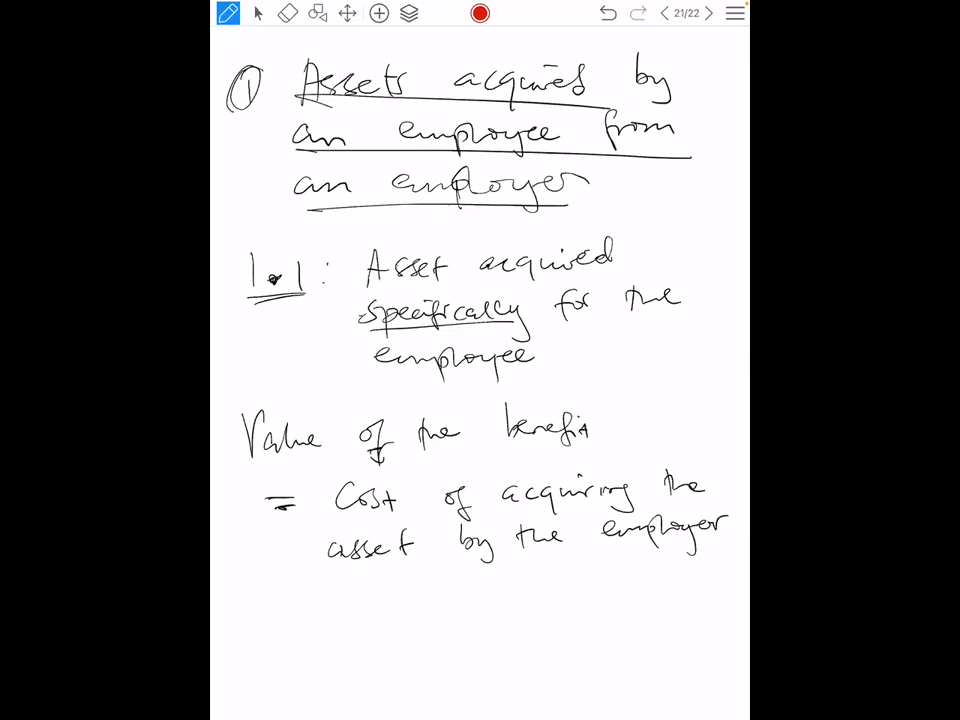 21/22
① Assets acquired by
an employee from
an employer
1.1 : Asset acquired
specifically for the
employee
Value of the benefit
= Cost of acquiring the
asset by the employer